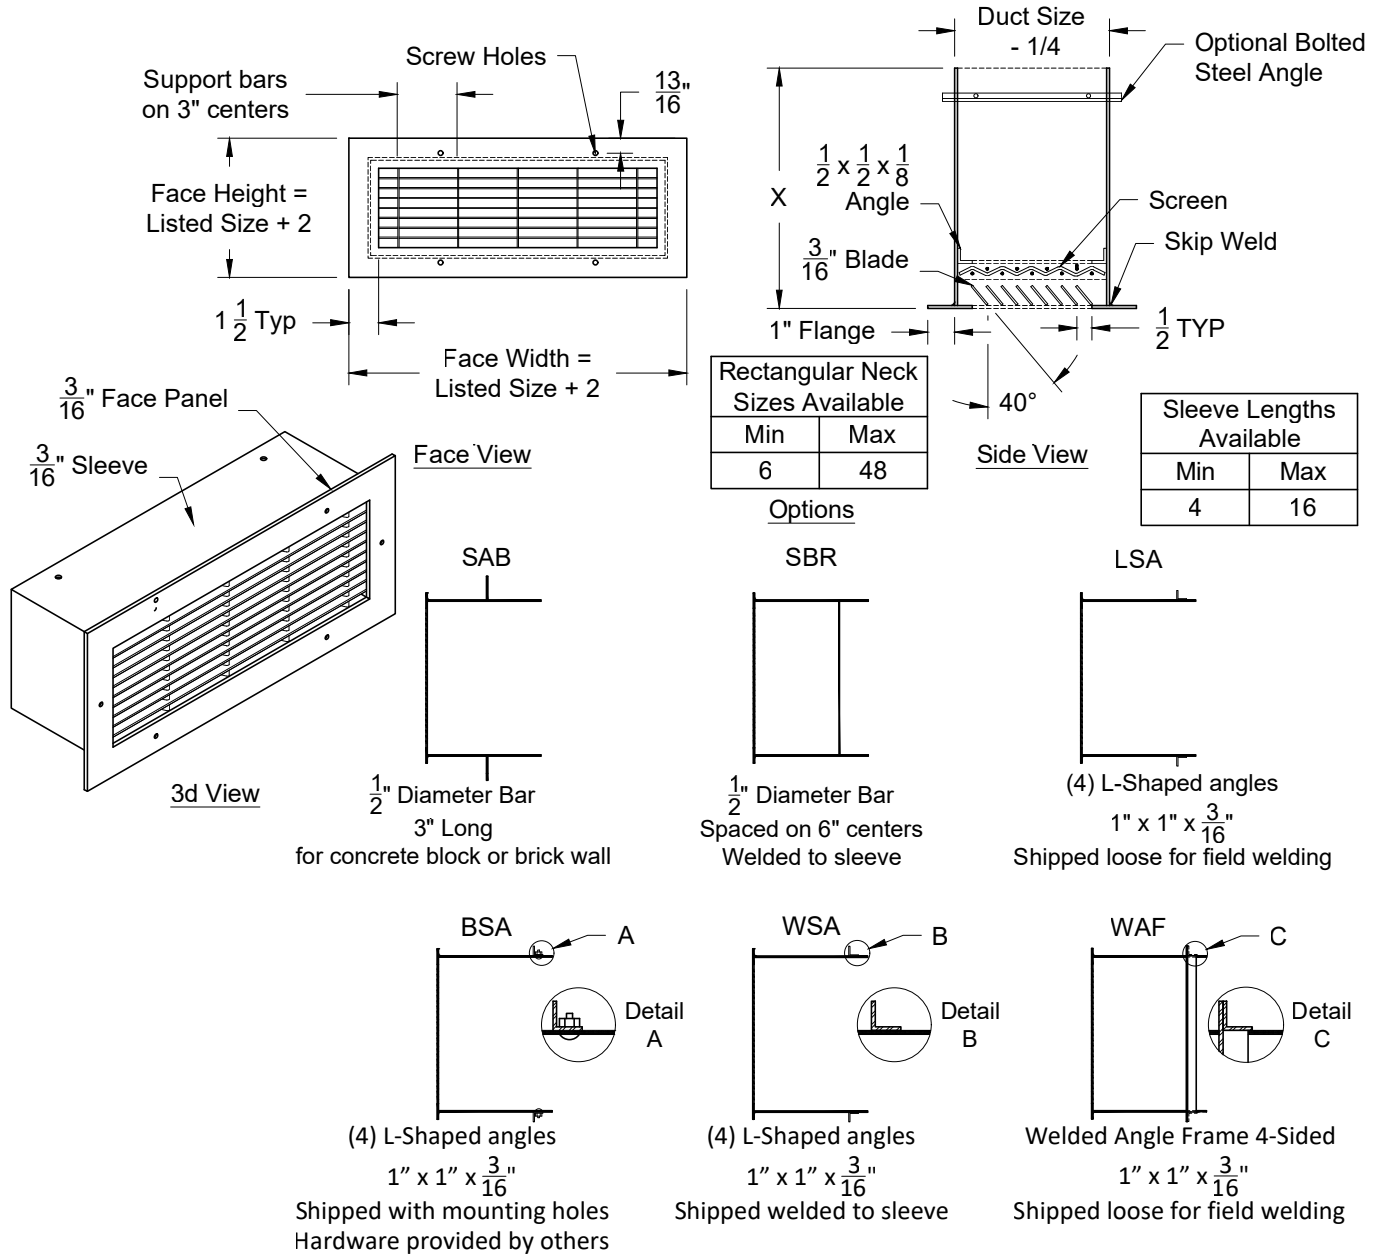 Support bars
on 3" centers
Screw Holes
13/16"
Face Height =
Listed Size + 2
1 1/2 Typ
Face Width =
Listed Size + 2
Face View
Duct Size
- 1/4
Optional Bolted
Steel Angle
X
1/2 x 1/2 x 1/8
Angle
3/16" Blade
Screen
Skip Weld
1" Flange
1/2 TYP
40°
Side View
Rectangular Neck
Sizes Available
Min Max
6 48
Sleeve Lengths
Available
Min Max
4 16
3/16" Face Panel
3/16" Sleeve
3d View
Options
SAB
1/2" Diameter Bar
3" Long
for concrete block or brick wall
SBR
1/2" Diameter Bar
Spaced on 6" centers
Welded to sleeve
LSA
(4) L-Shaped angles
1" x 1" x 3/16"
Shipped loose for field welding
BSA
A
Detail
A
(4) L-Shaped angles
1” x 1” x 3/16"
Shipped with mounting holes
Hardware provided by others
WSA
B
Detail
B
(4) L-Shaped angles
1” x 1” x 3/16"
Shipped welded to sleeve
WAF
C
Detail
C
Welded Angle Frame 4-Sided
1” x 1” x 3/16"
Shipped loose for field welding